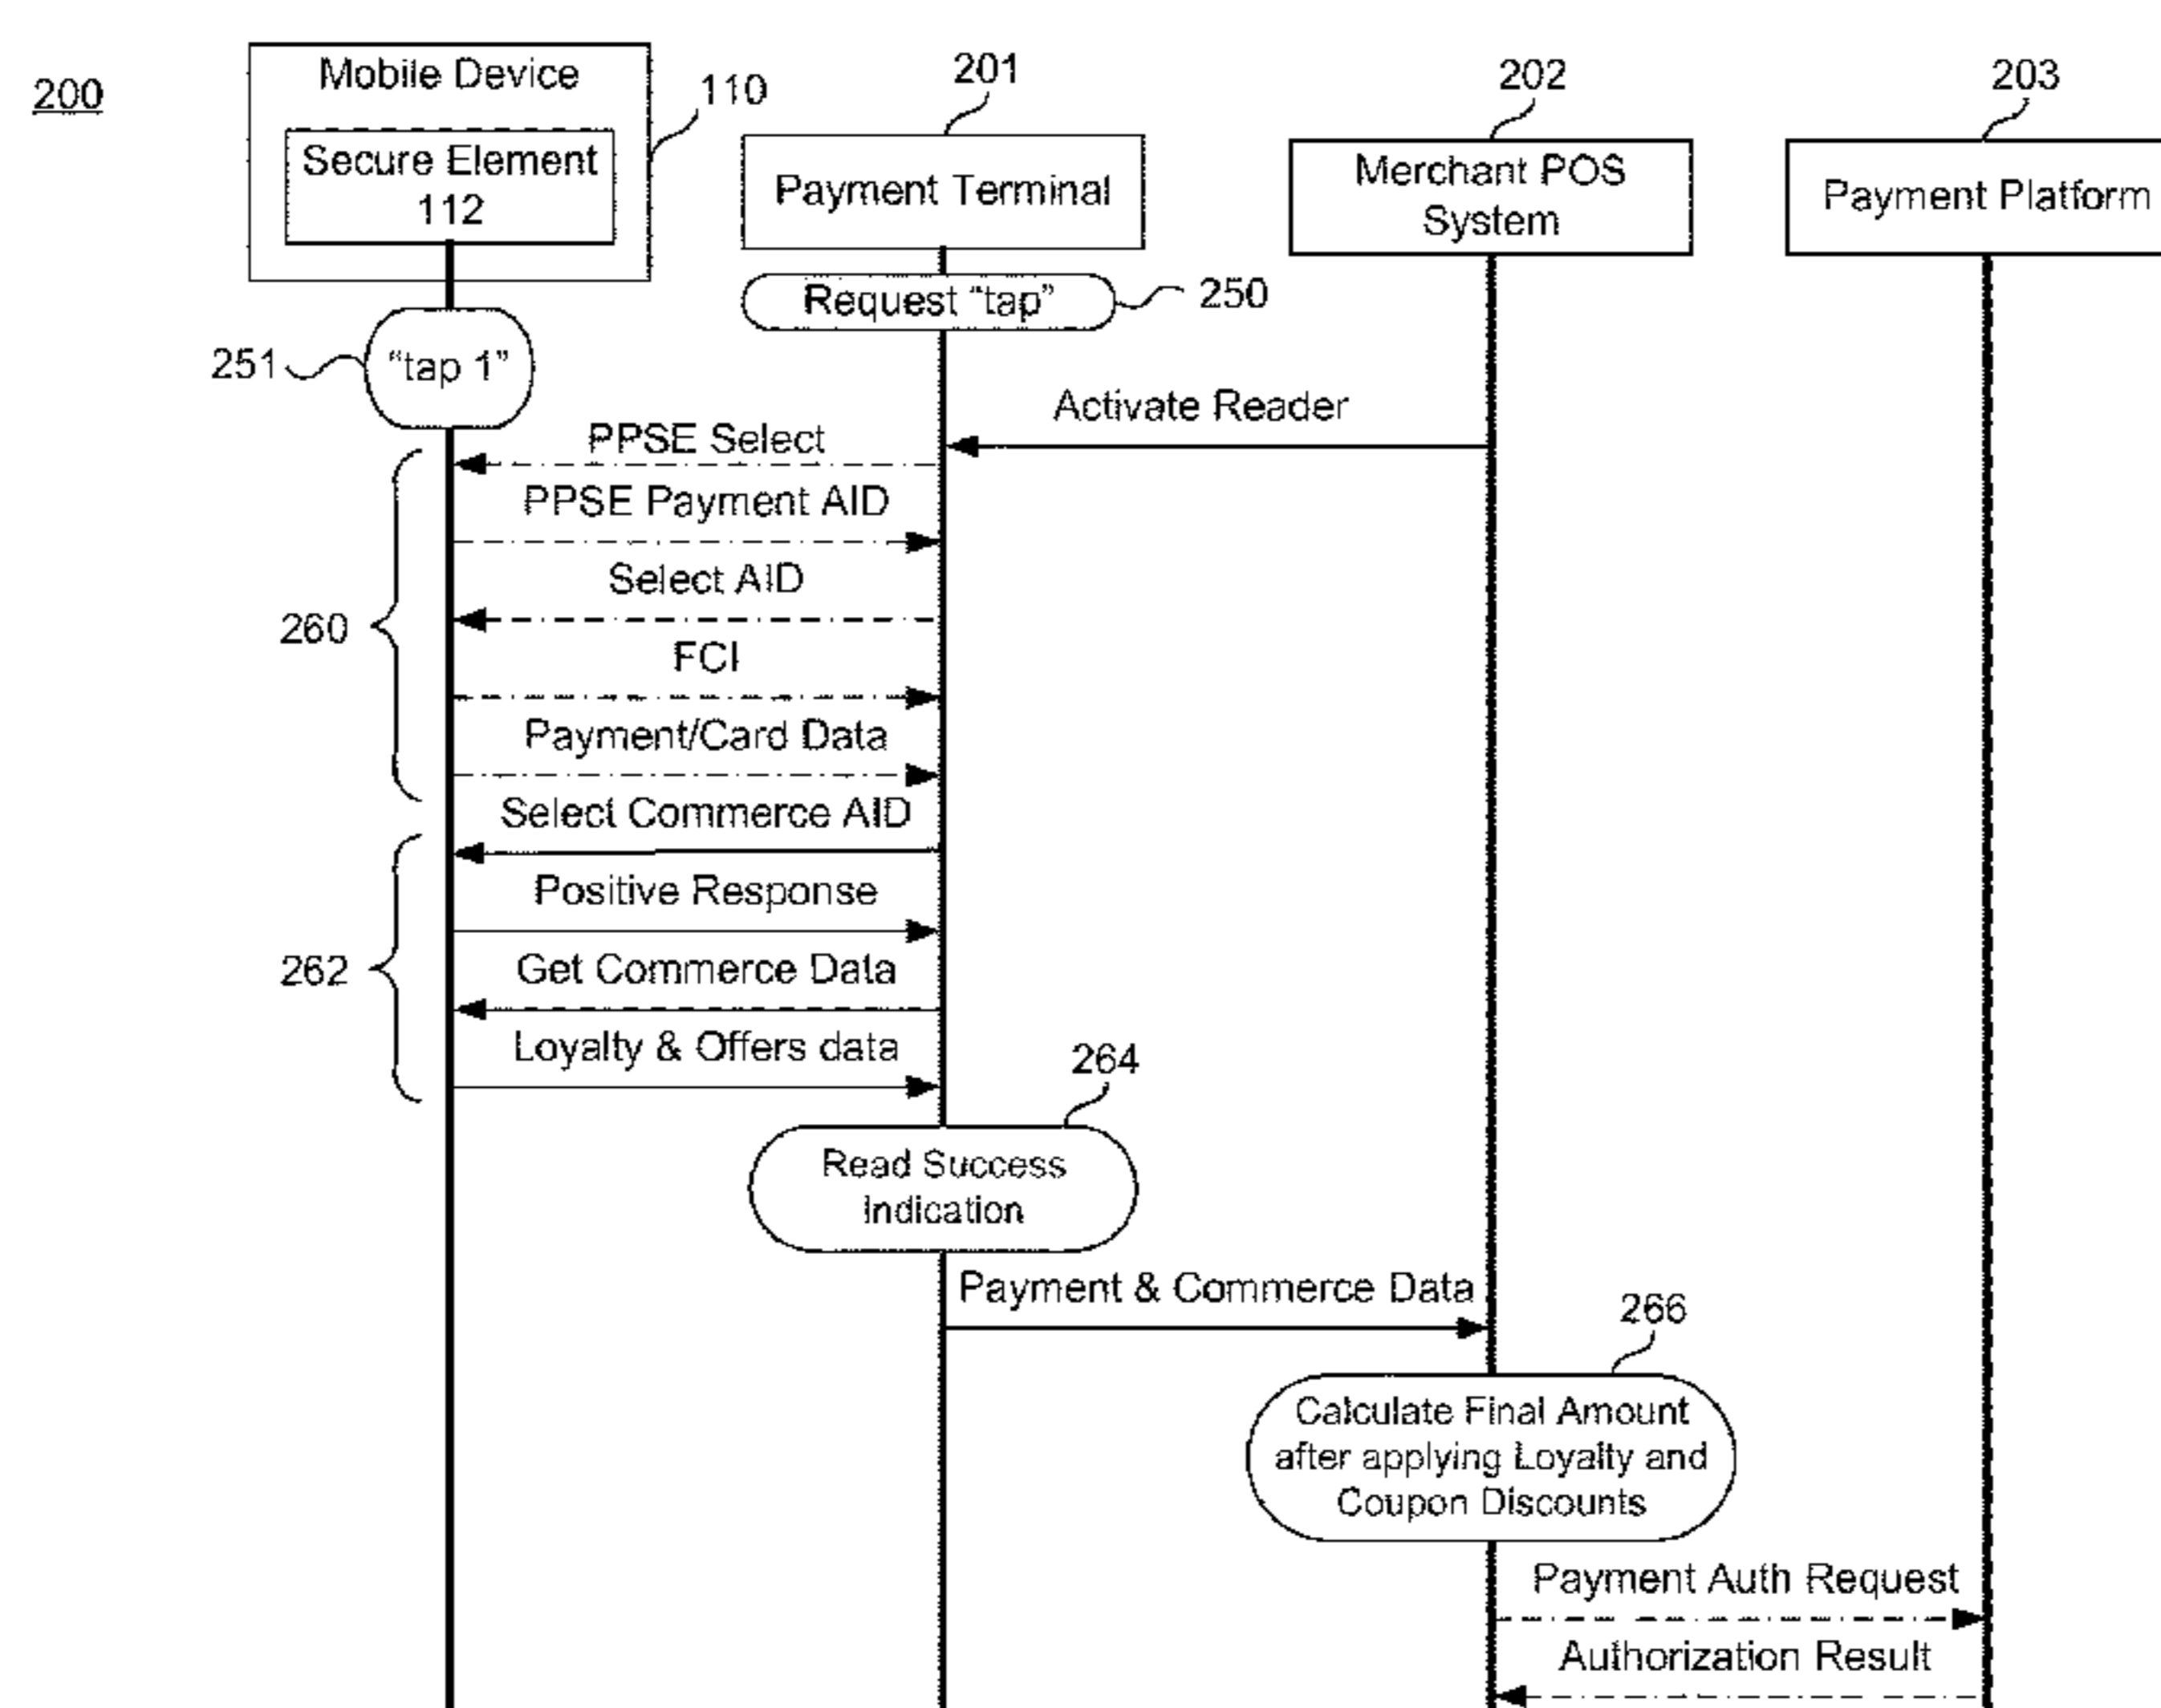 200
Mobile Device
110
Secure Element
112
201
Payment Terminal
202
Merchant POS
System
203
Payment Platform
Request "tap"
250
251
"tap 1"
Activate Reader
PPSE Select
PPSE Payment AID
Select AID
260
FCI
Payment/Card Data
Select Commerce AID
Positive Response
262
Get Commerce Data
Loyalty & Offers data
264
Read Success
Indication
Payment & Commerce Data
266
Calculate Final Amount
after applying Loyalty and
Coupon Discounts
Payment Auth Request
Authorization Result